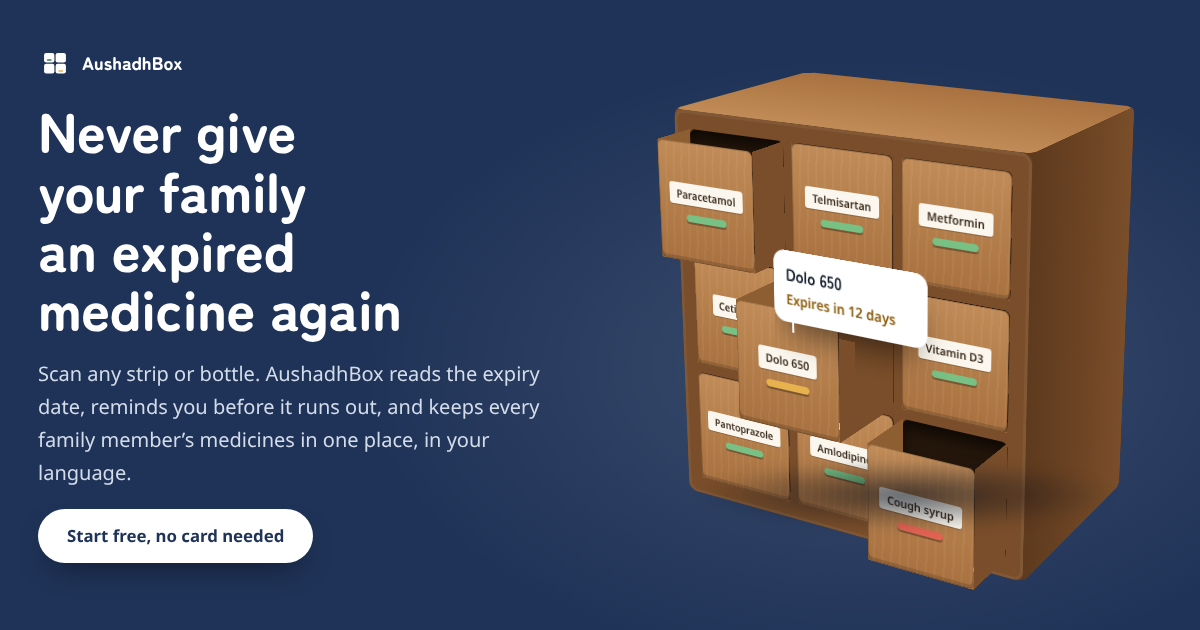 AushadhBox
Never give
your family
an expired
medicine again
Scan any strip or bottle. AushadhBox reads the expiry
date, reminds you before it runs out, and keeps every
family member’s medicines in one place, in your
language.
Start free, no card needed
Paracetamol
Telmisartan
Metformin
Dolo 650
Expires in 12 days
Ceti
Dolo 650
Vitamin D3
Pantoprazole
Amlodipin
Cough syrup